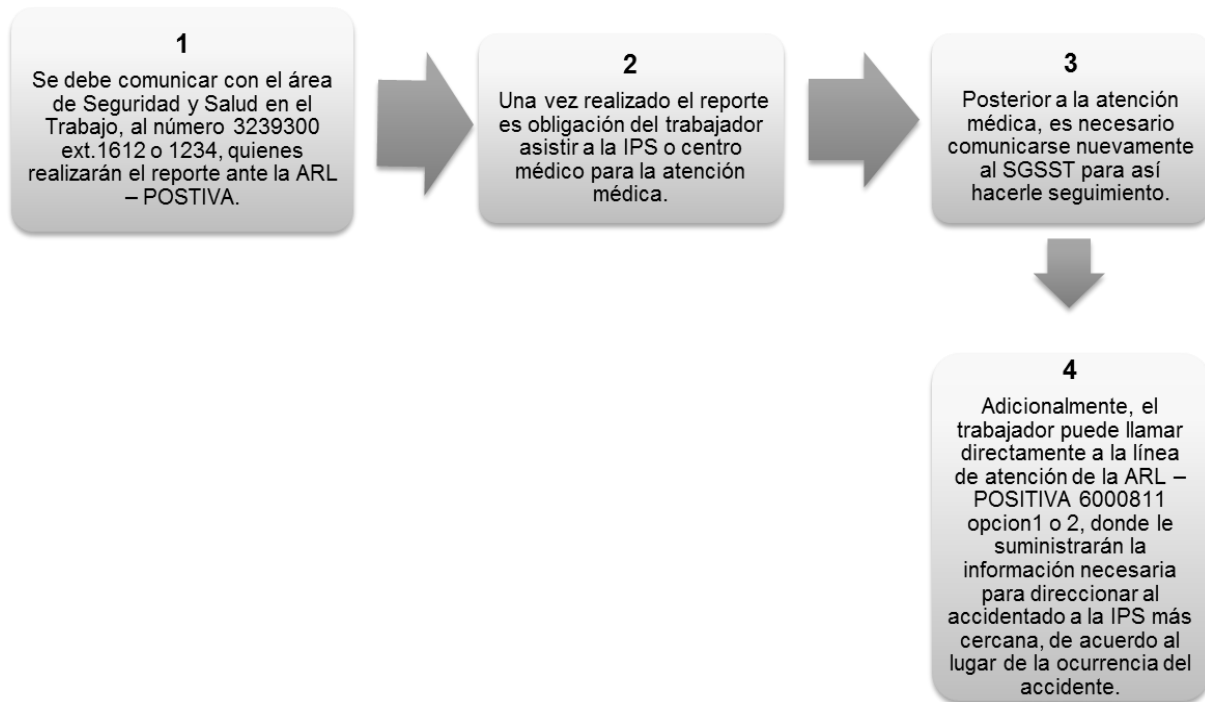 1
Se debe comunicar con el área
de Seguridad y Salud en el
Trabajo, al número 3239300
ext.1612 o 1234, quienes
realizarán el reporte ante la ARL
– POSTIVA.
2
Una vez realizado el reporte
es obligación del trabajador
asistir a la IPS o centro
médico para la atención
médica.
3
Posterior a la atención
médica, es necesario
comunicarse nuevamente
al SGSST para así
hacerle seguimiento.
4
Adicionalmente, el
trabajador puede llamar
directamente a la línea
de atención de la ARL –
POSITIVA 6000811
opcion1 o 2, donde le
suministrarán la
información necesaria
para direccionar al
accidentado a la IPS más
cercana, de acuerdo al
lugar de la ocurrencia del
accidente.